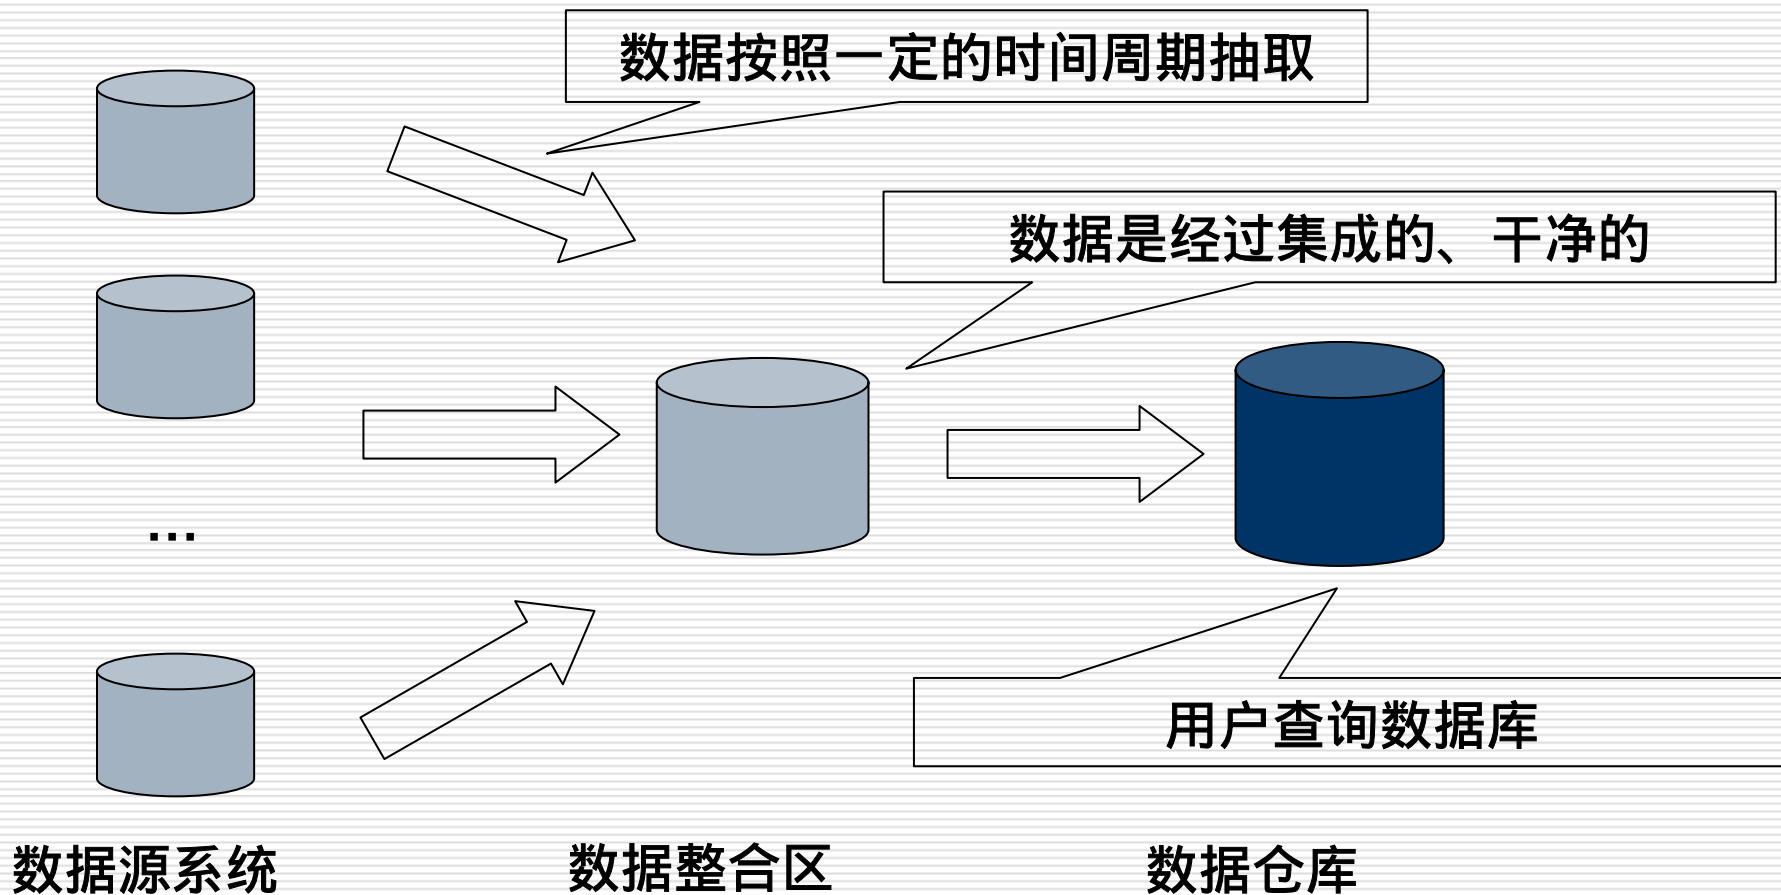 数据按照一定的时间周期抽取
数据是经过集成的、干净的
...
用户查询数据库
数据源系统
数据整合区
数据仓库